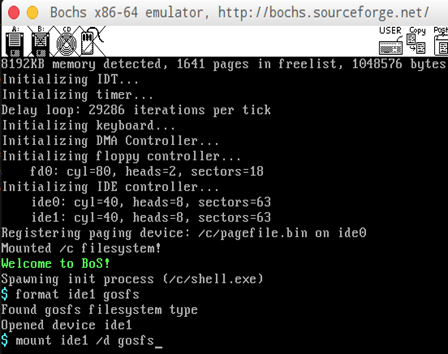 Bochs x86-64 emulator, http://bochs.sourceforge.net/
A: B: CD
USER Copy
8192KB memory detected, 1641 pages in freelist, 1048576 bytes
Initializing IDT...
Initializing timer...
Delay loop: 29286 iterations per tick
Initializing keyboard...
Initializing DMA Controller...
Initializing floppy controller...
fd0: cyl=80, heads=2, sectors=18
Initializing IDE controller...
ide0: cyl=40, heads=8, sectors=63
ide1: cyl=40, heads=8, sectors=63
Registering paging device: /c/pagefile.bin on ide0
Mounted /c filesystem!
Welcome to BoS!
Spawning init process (/c/shell.exe)
$ format ide1 gosfs
Found gosfs filesystem type
Opened device ide1
$ mount ide1 /d gosfs_